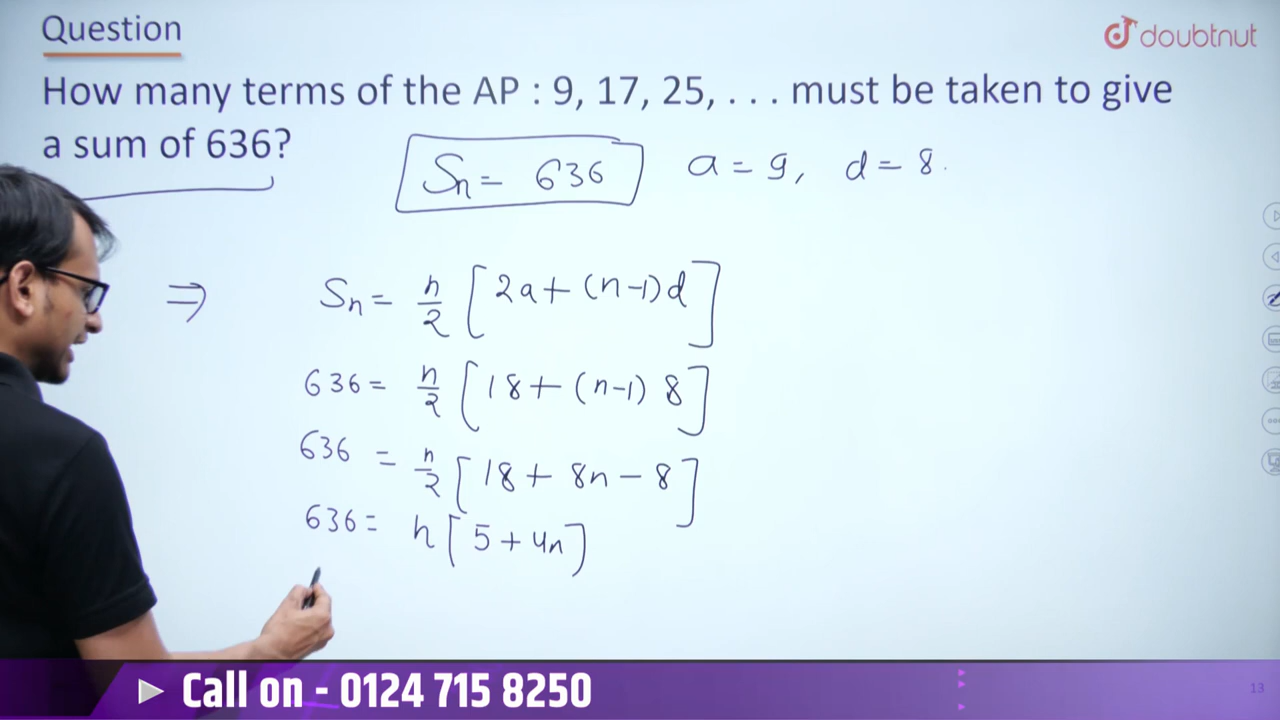 Question
doubtnut
How many terms of the AP : 9, 17, 25, . . . must be taken to give
a sum of 636?
Sn = 636 a = 9, d = 8.
⇒ Sn = n/2 [2a + (n-1)d]
636 = n/2 [18 + (n-1) 8]
636 = n/2 [18 + 8n - 8]
636 = n[5 + 4n]
Call on - 0124 715 8250
13